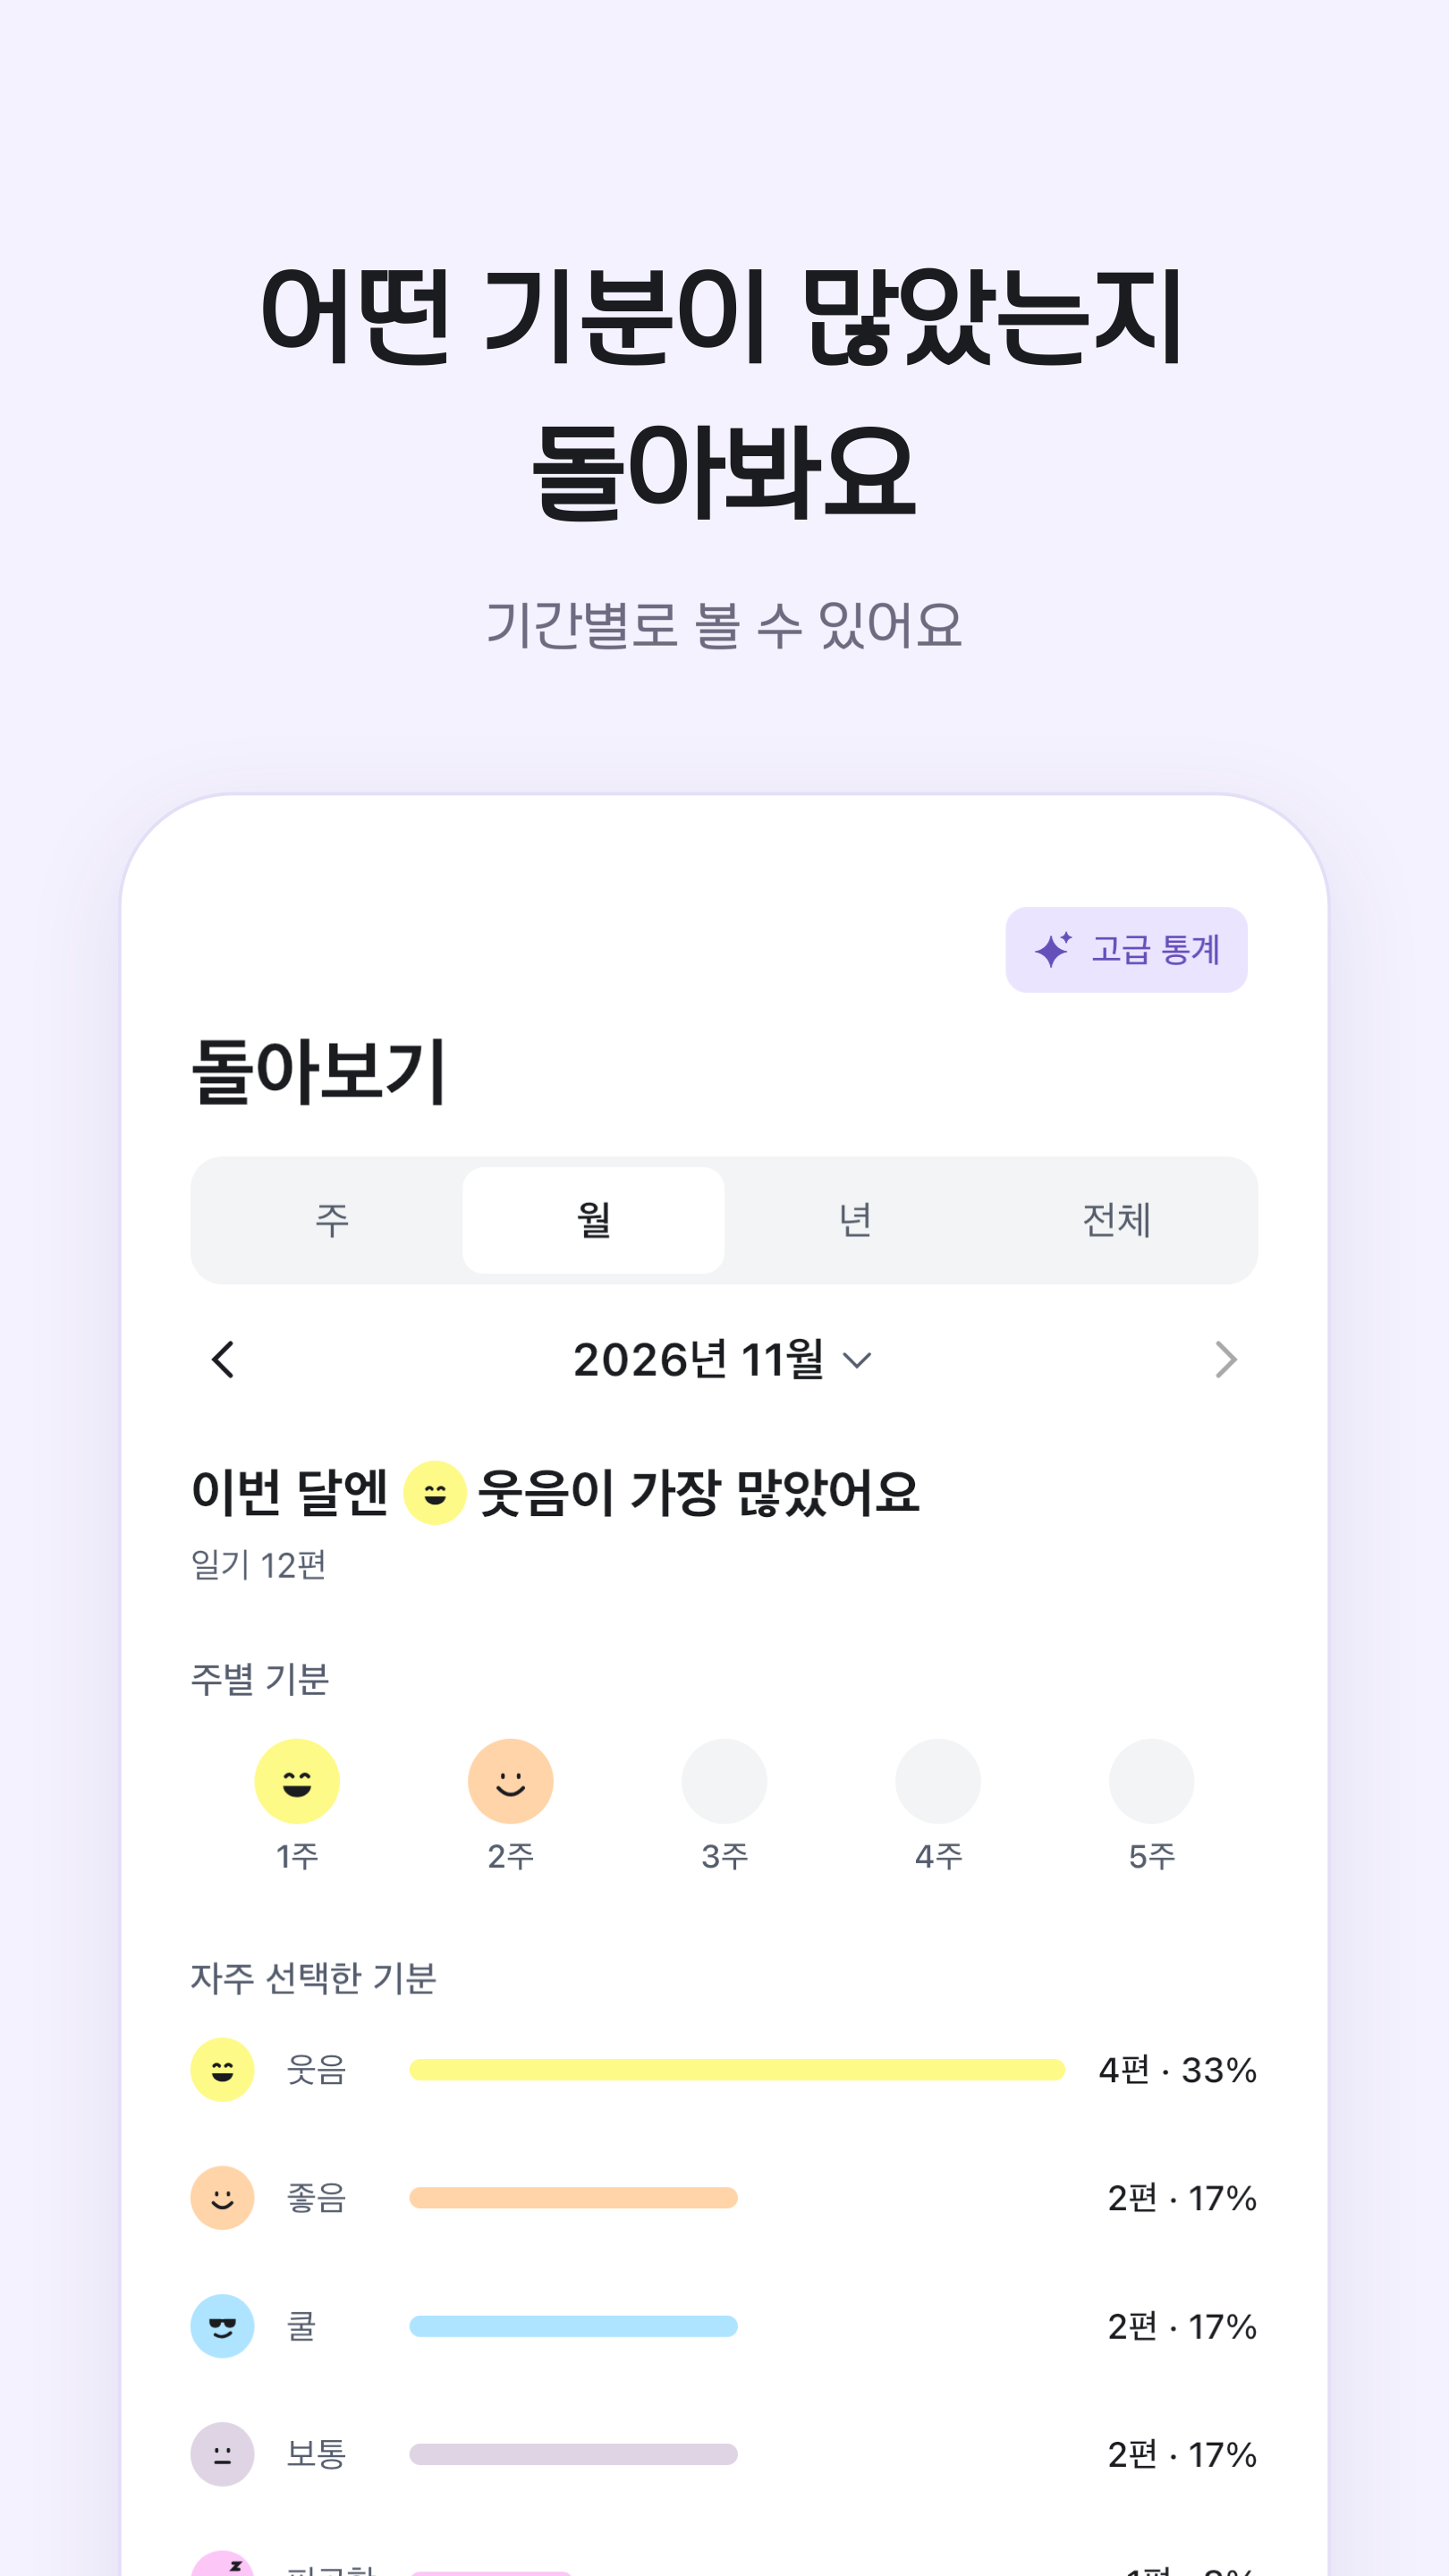 어떤 기분이 많았는지
돌아봐요
기간별로 볼 수 있어요
고급 통계
돌아보기
주 월 년 전체
2026년 11월
이번 달엔 웃음이 가장 많았어요
일기 12편
주별 기분
1주 2주 3주 4주 5주
자주 선택한 기분
웃음 4편 · 33%
좋음 2편 · 17%
쿨 2편 · 17%
보통 2편 · 17%